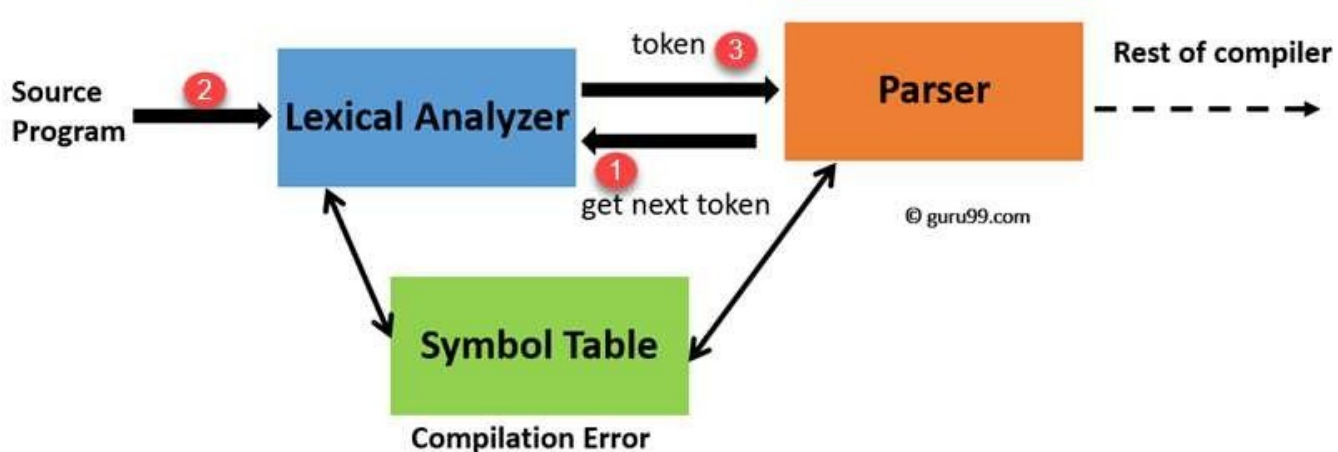 token 3
Rest of compiler
2
Source
Program
Lexical Analyzer
Parser
1
get next token
© guru99.com
Symbol Table
Compilation Error